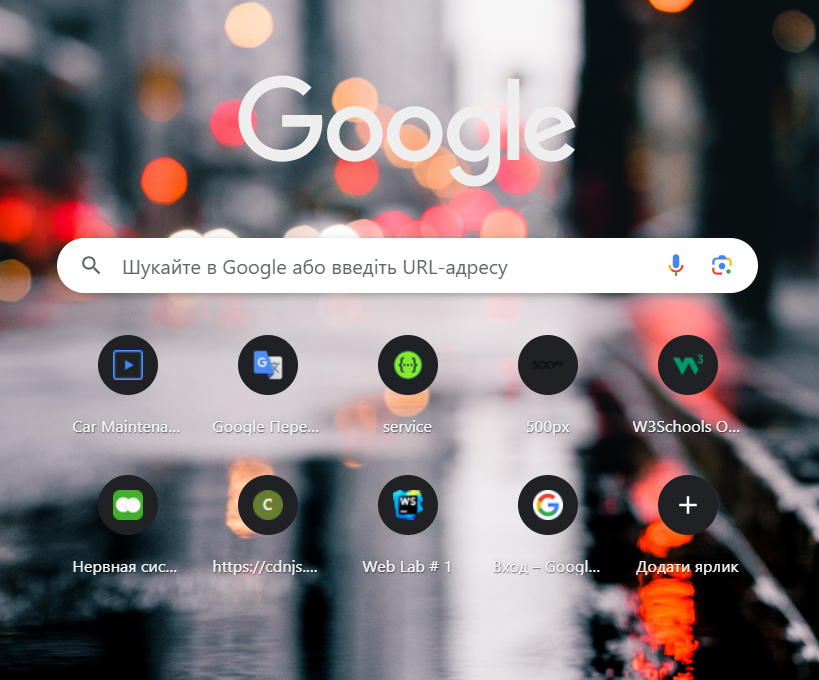 Google
Шукайте в Google або введіть URL-адресу
Car Maintena...
Google Пере...
service
500px
W3Schools O...
Нервная сис...
https://cdnjs....
Web Lab # 1
Вход – Googl...
Додати ярлик